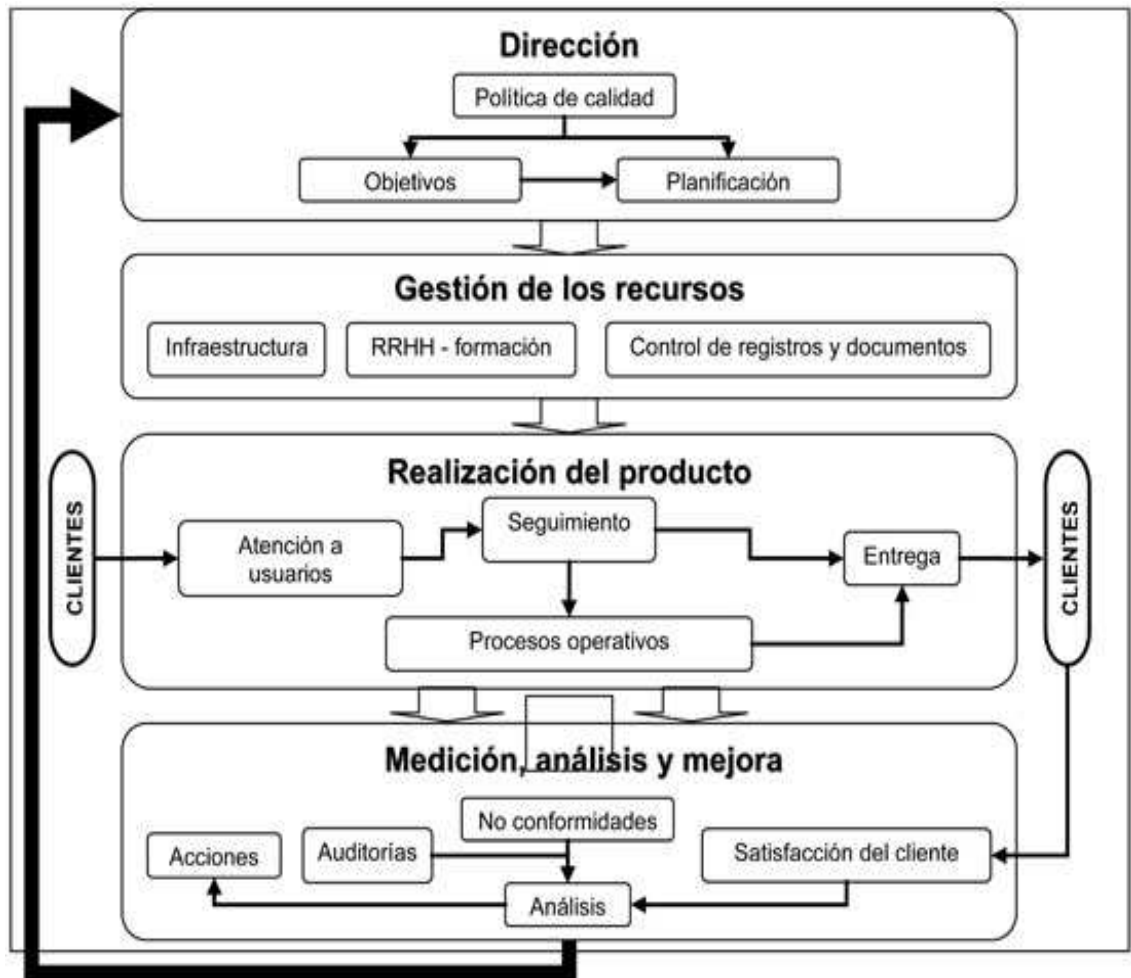 Dirección
Política de calidad
Objetivos
Planificación
Gestión de los recursos
Infraestructura
RRHH - formación
Control de registros y documentos
Realización del producto
CLIENTES
Atención a
usuarios
Seguimiento
Procesos operativos
Entrega
CLIENTES
Medición, análisis y mejora
No conformidades
Auditorías
Acciones
Satisfacción del cliente
Análisis